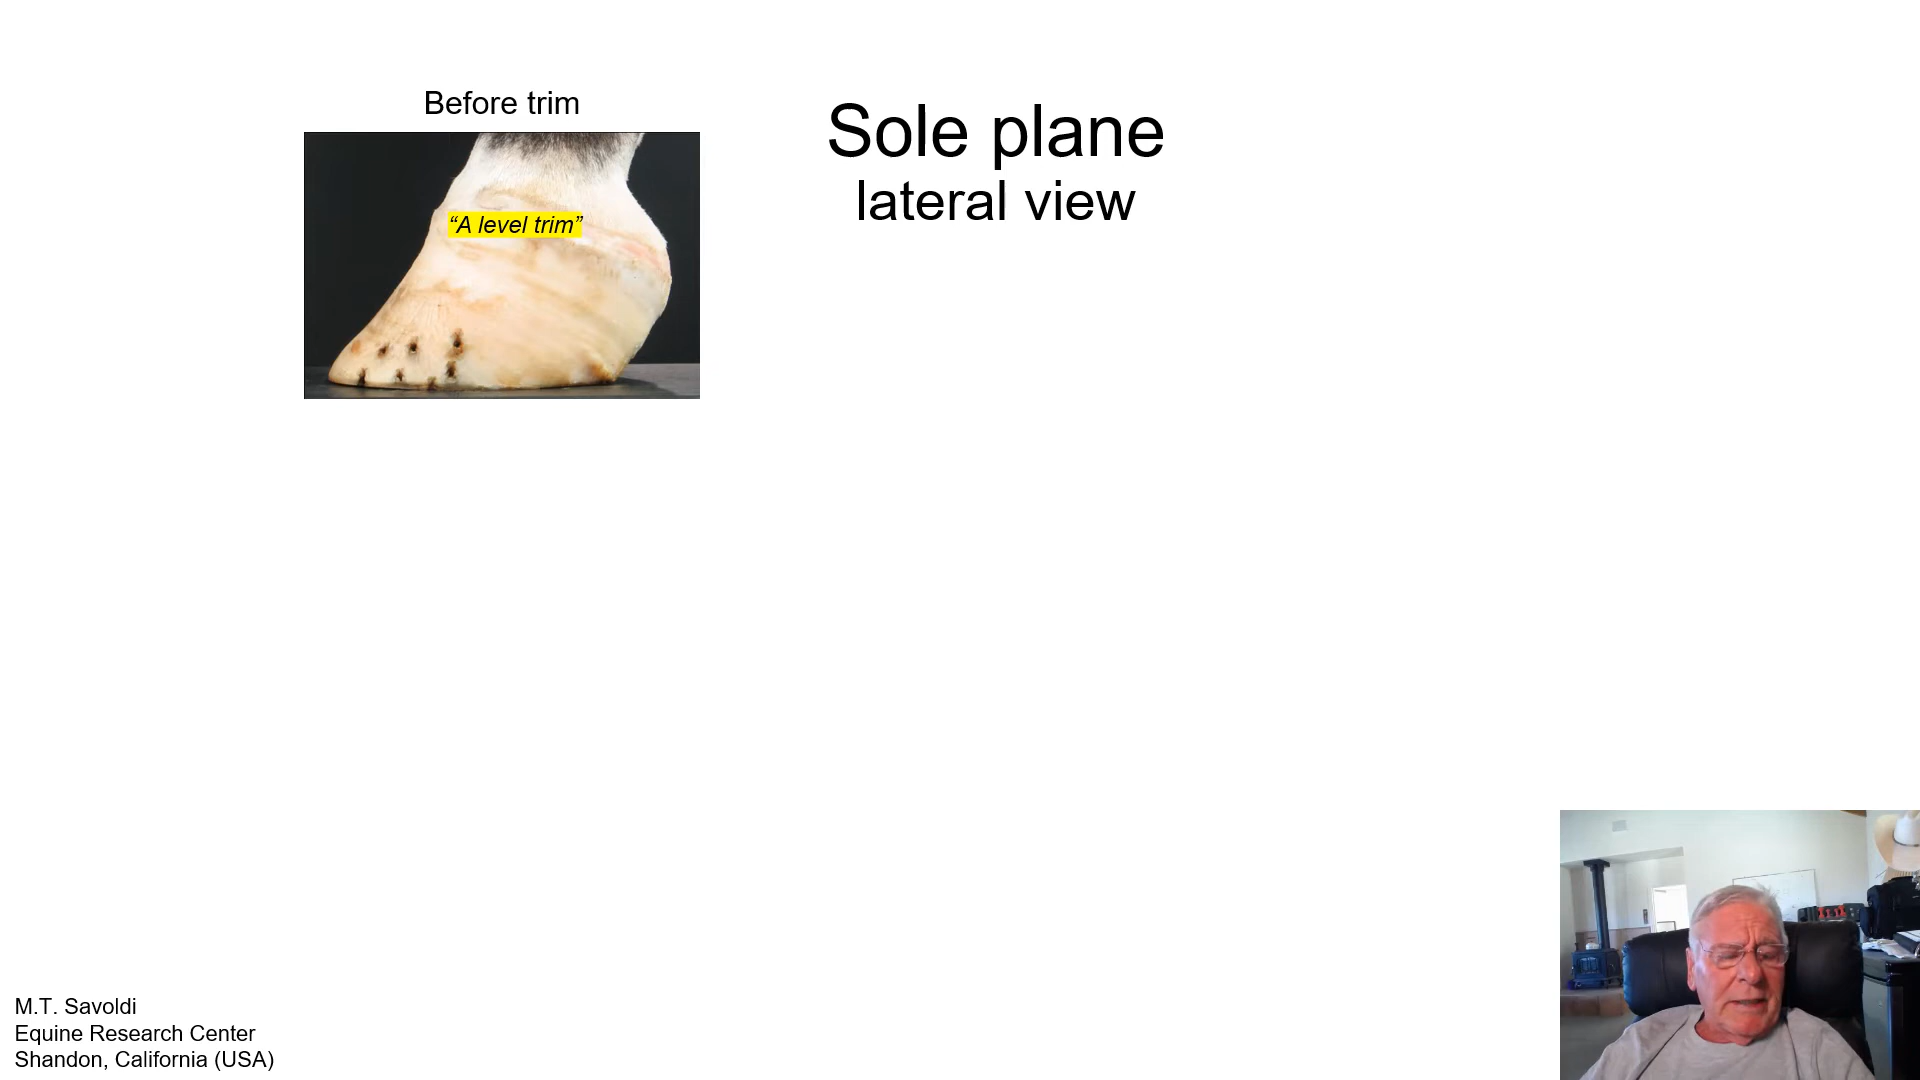 Before trim
“A level trim”
Sole plane
lateral view
M.T. Savoldi
Equine Research Center
Shandon, California (USA)